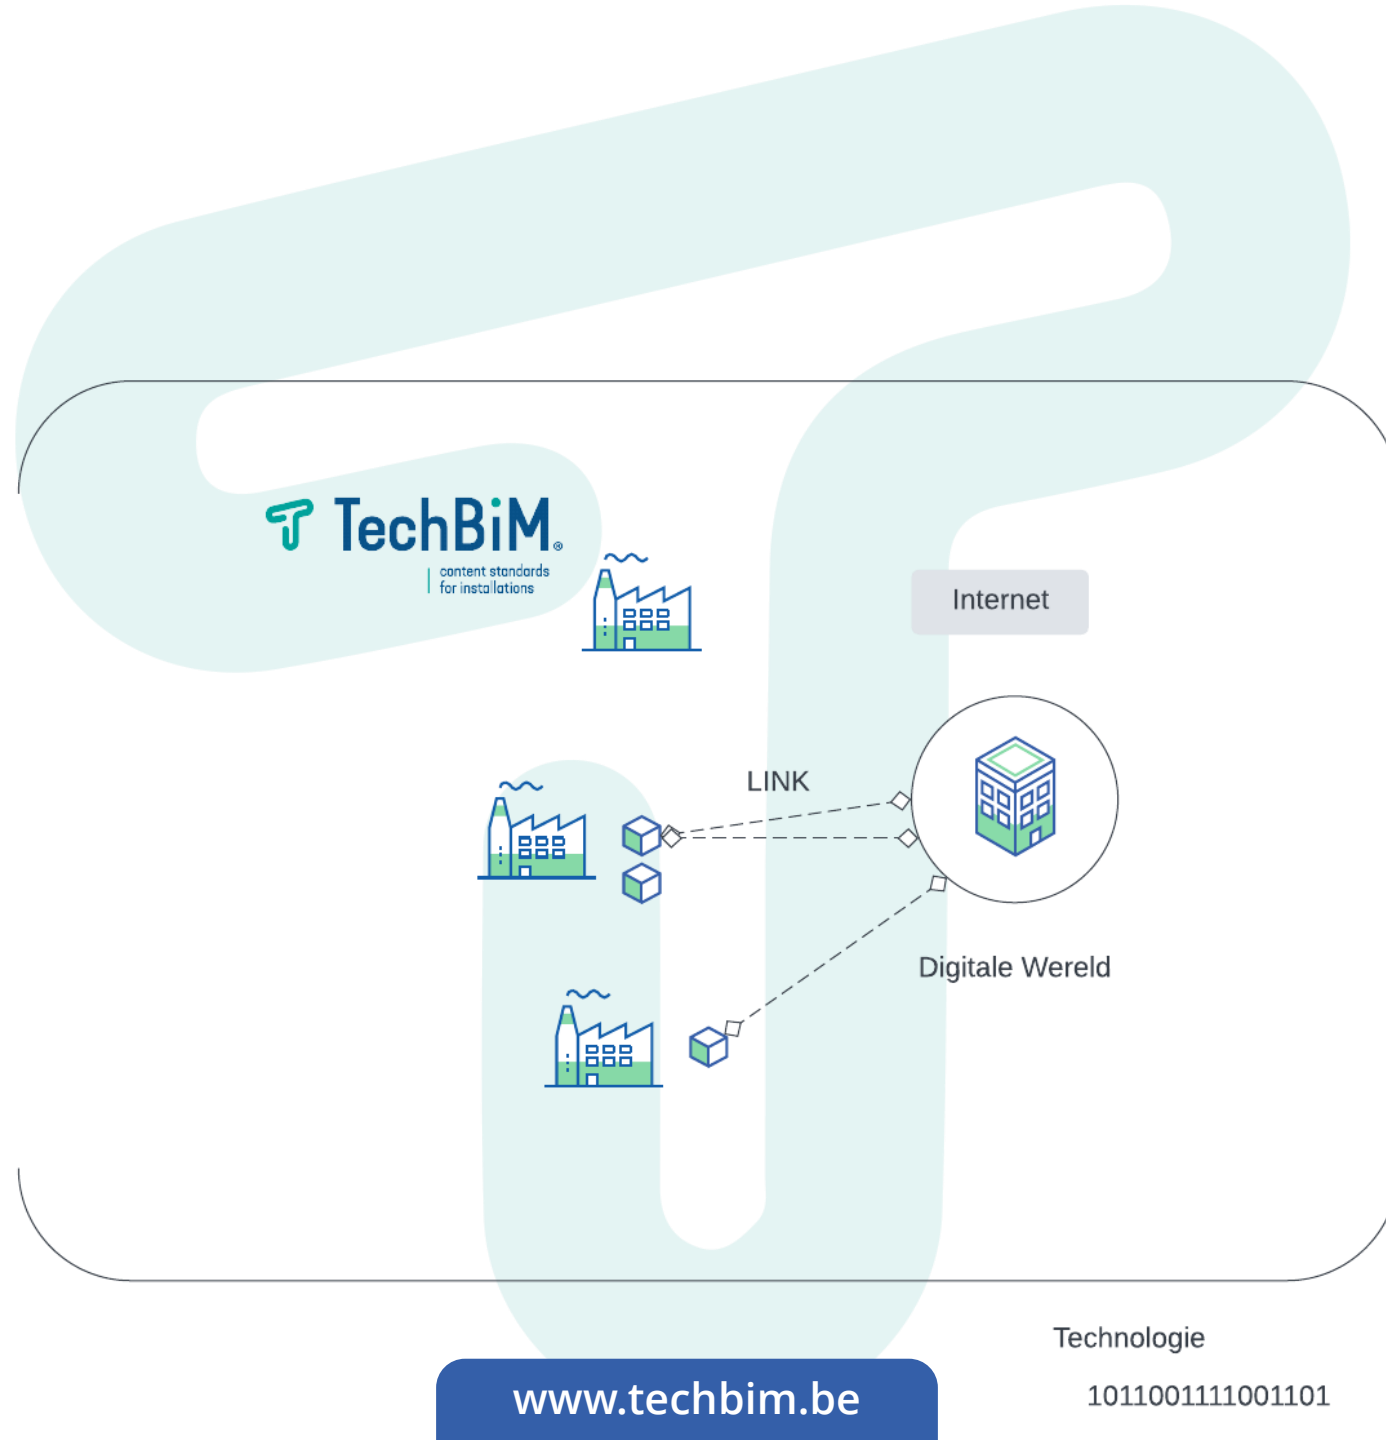 TechBiM®
content standards
for installations
Internet
LINK
Digitale Wereld
Technologie
www.techbim.be
1011001111001101